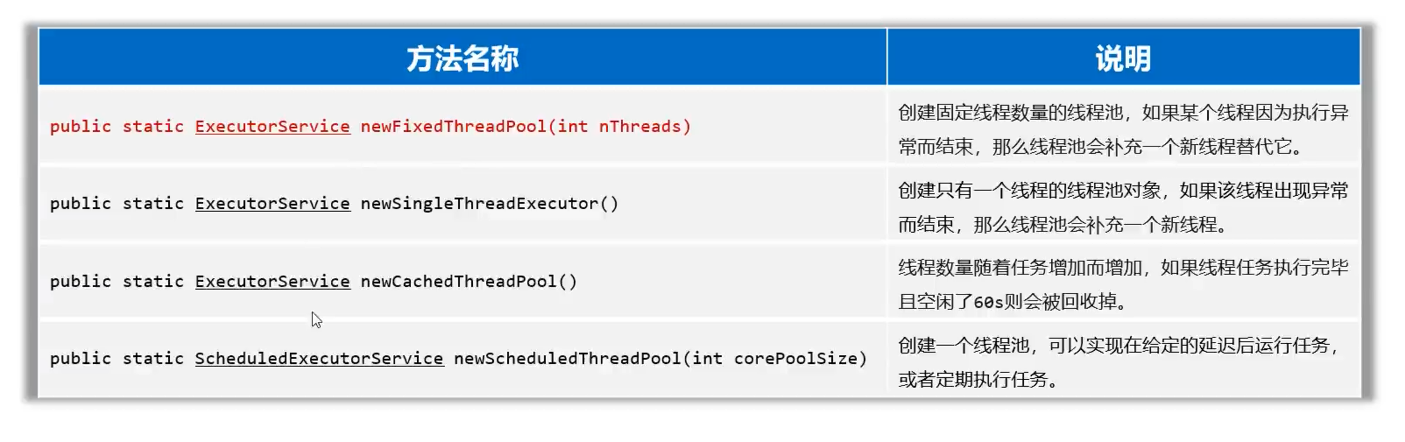 方法名称 说明
public static ExecutorService newFixedThreadPool(int nThreads)
创建固定线程数量的线程池，如果某个线程因为执行异
常而结束，那么线程池会补充一个新线程替代它。
public static ExecutorService newSingleThreadExecutor()
创建只有一个线程的线程池对象，如果该线程出现异常
而结束，那么线程池会补充一个新线程。
public static ExecutorService newCachedThreadPool()
线程数量随着任务增加而增加，如果线程任务执行完毕
且空闲了60s则会被回收掉。
public static ScheduledExecutorService newScheduledThreadPool(int corePoolSize)
创建一个线程池，可以实现在给定的延迟后运行任务，
或者定期执行任务。